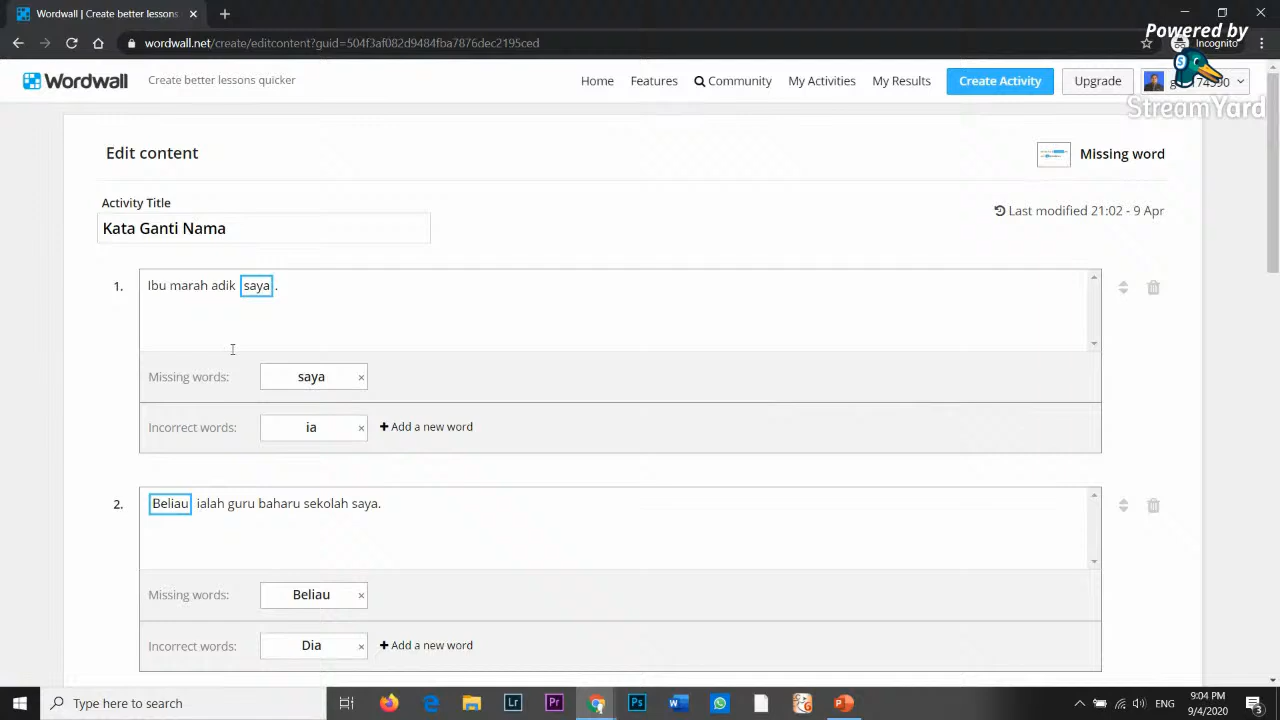 Wordwall | Create better lessons
Powered by
wordwall.net/create/editcontent?guid=504f3af082d9484fba7876dec2195ced
Incognito
Wordwall
Create better lessons quicker
Home
Features
Community
My Activities
My Results
Create Activity
Upgrade
StreamYard
Edit content
Missing word
Activity Title
Last modified 21:02 - 9 Apr
Kata Ganti Nama
1.
Ibu marah adik saya .
Missing words:
saya
Incorrect words:
ia
Add a new word
2.
Beliau ialah guru baharu sekolah saya.
Missing words:
Beliau
Incorrect words:
Dia
Add a new word
Type here to search
Lr
Pr
Ps
ENG
9:04 PM
9/4/2020
3